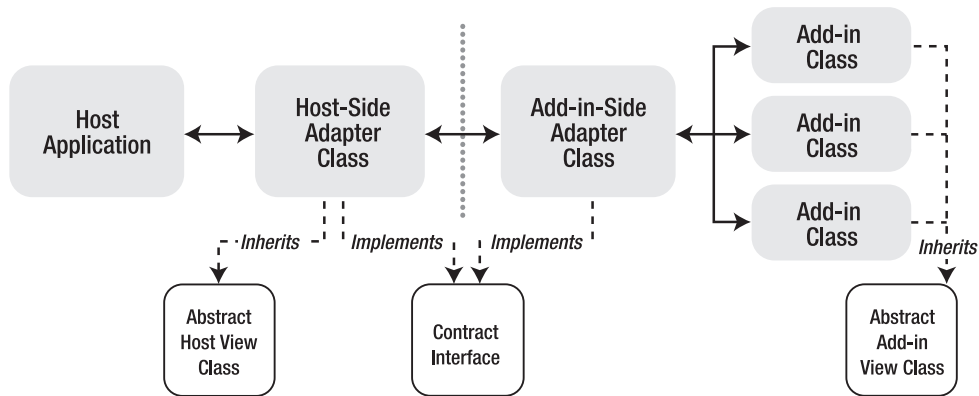 Host
Application
Host-Side
Adapter
Class
Add-in-Side
Adapter
Class
Add-in
Class
Add-in
Class
Add-in
Class
Inherits
Implements
Implements
Inherits
Abstract
Host View
Class
Contract
Interface
Abstract
Add-in
View Class